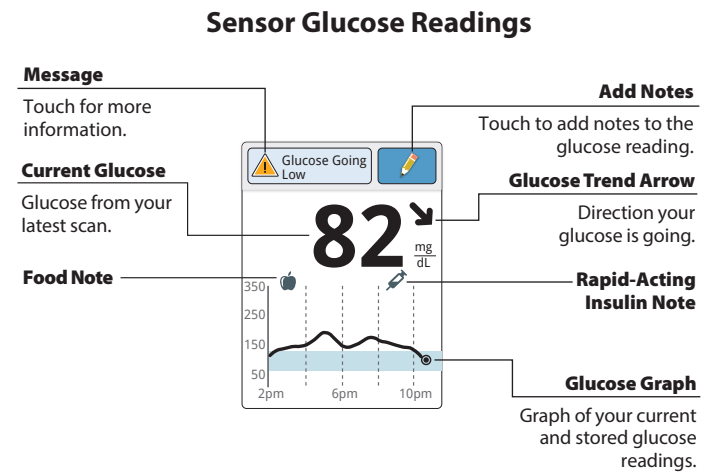 Sensor Glucose Readings
Message
Touch for more
information.
Current Glucose
Glucose from your
latest scan.
Food Note
Glucose Going
Low
82
mg
dL
350
250
150
50
2pm
6pm
10pm
Add Notes
Touch to add notes to the
glucose reading.
Glucose Trend Arrow
Direction your
glucose is going.
Rapid-Acting
Insulin Note
Glucose Graph
Graph of your current
and stored glucose
readings.